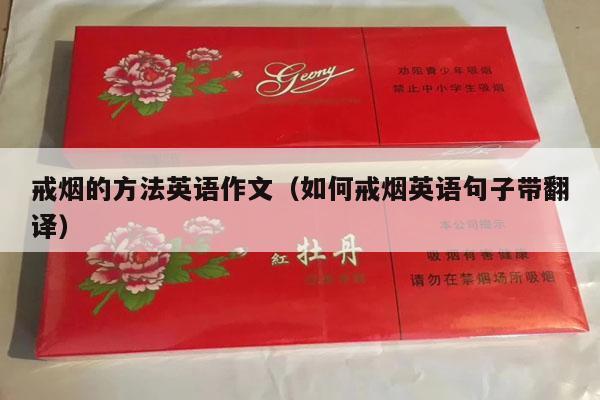 Geony
劝阻青少年吸烟
禁止中小学生吸烟
戒烟的方法英语作文（如何戒烟英语句子带翻
译）
本公司提示
紅牡丹
吸烟有害健康
请勿在禁烟场所吸烟